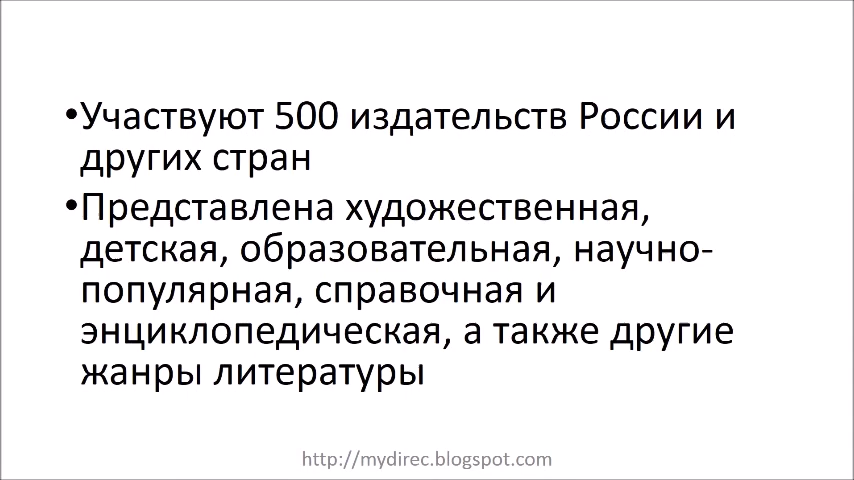 •Участвуют 500 издательств России и
других стран
•Представлена художественная,
детская, образовательная, научно-
популярная, справочная и
энциклопедическая, а также другие
жанры литературы
http://mydirec.blogspot.com